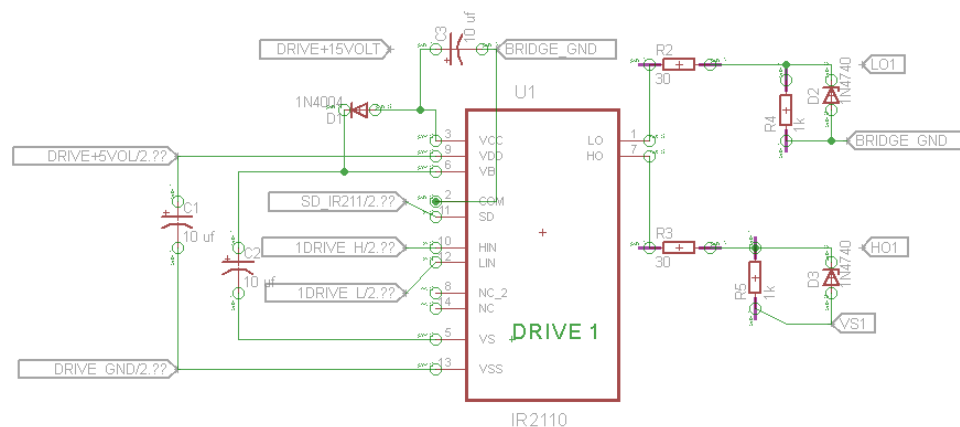 DRIVE+15VOLT
C3
10 uf
BRIDGE_GND
R2
30
LO1
D2
1N4740
R4
1k
BRIDGE GND
1N4004
D1
U1
DRIVE+5VOL/2.??
3 VCC
9 VDD
6 VB
LO 1
HO 7
SD_IR211/2.??
2 COM
11 SD
C1
10 uf
1DRIVE_H/2.??
10 HIN
12 LIN
C2
10 uf
R3
30
HO1
D3
1N4740
R5
1k
1DRIVE_L/2.??
8 NC_2
4 NC
VS1
5 VS
DRIVE 1
DRIVE_GND/2.??
13 VSS
IR2110